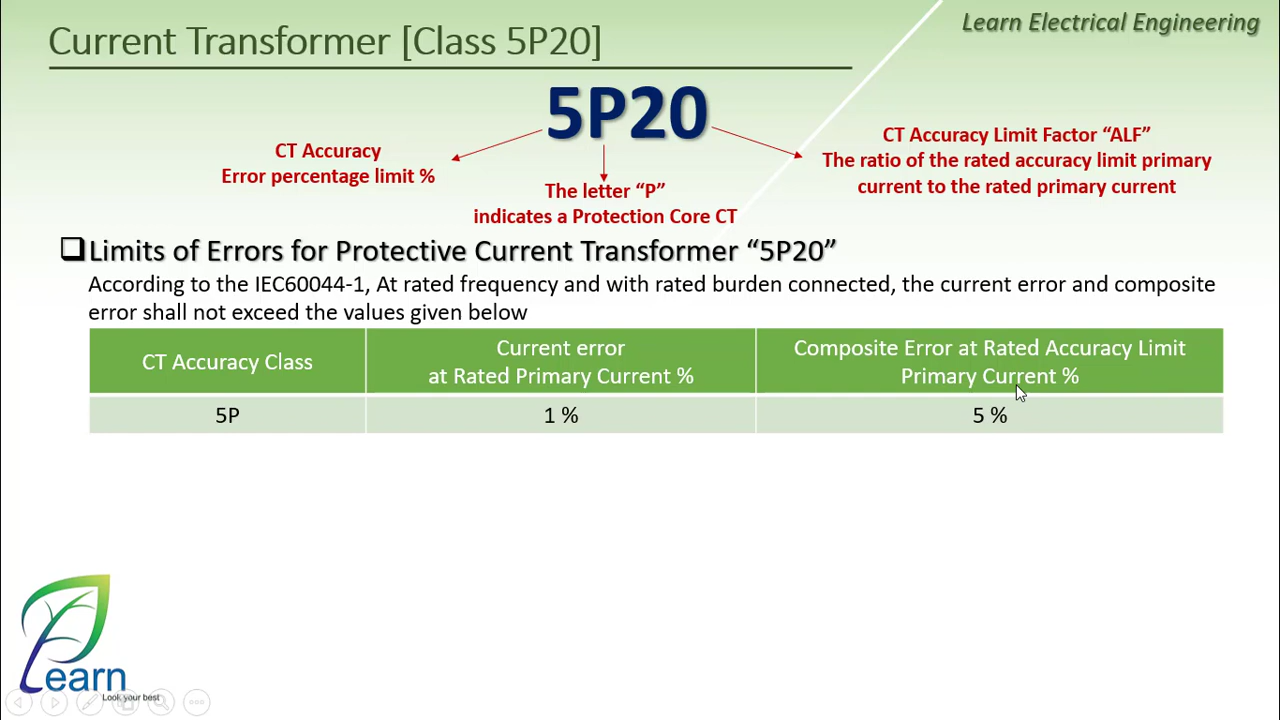 Current Transformer [Class 5P20]
Learn Electrical Engineering
5P20
CT Accuracy
Error percentage limit %
The letter “P”
indicates a Protection Core CT
CT Accuracy Limit Factor “ALF”
The ratio of the rated accuracy limit primary
current to the rated primary current
Limits of Errors for Protective Current Transformer “5P20”
According to the IEC60044-1, At rated frequency and with rated burden connected, the current error and composite
error shall not exceed the values given below
CT Accuracy Class
Current error
at Rated Primary Current %
Composite Error at Rated Accuracy Limit
Primary Current %
5P
1 %
5 %
Learn
Look your best